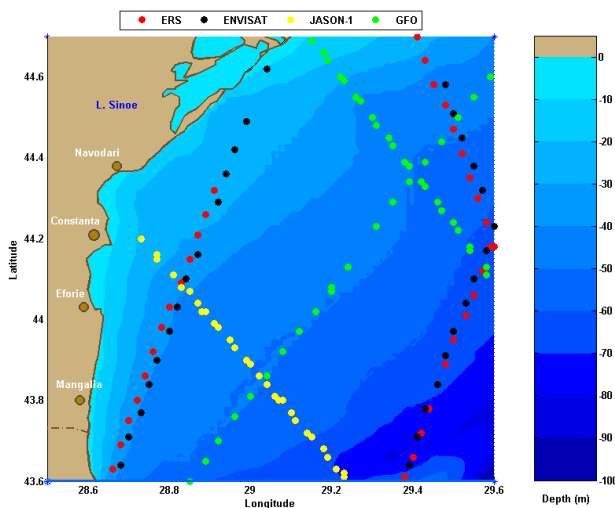 ERS ENVISAT JASON-1 GFO
44.6
44.4
44.2
44
43.8
43.6
Latitude
L. Sinoe
Navodari
Constanta
Eforie
Mangalia
28.6 28.8 29 29.2 29.4 29.6
Longitude
0
-10
-20
-30
-40
-50
-60
-70
-80
-90
-100
Depth (m)